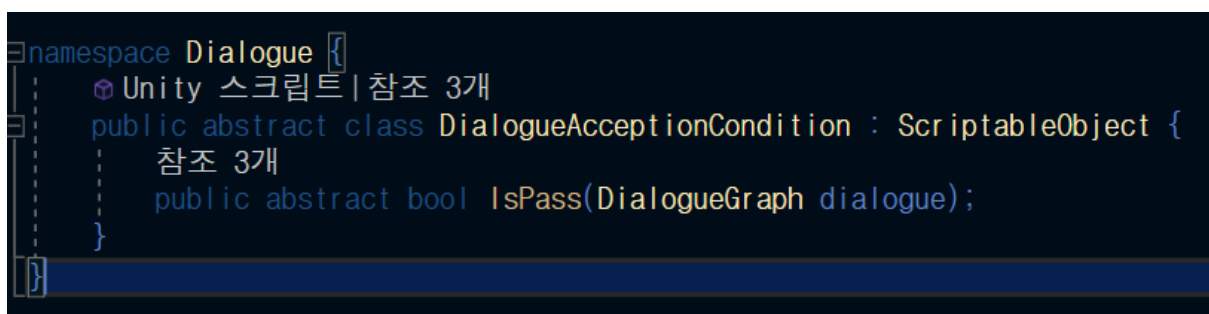 namespace Dialogue {
Unity 스크립트 | 참조 3개
public abstract class DialogueAcceptionCondition : ScriptableObject {
참조 3개
public abstract bool IsPass(DialogueGraph dialogue);
}
}